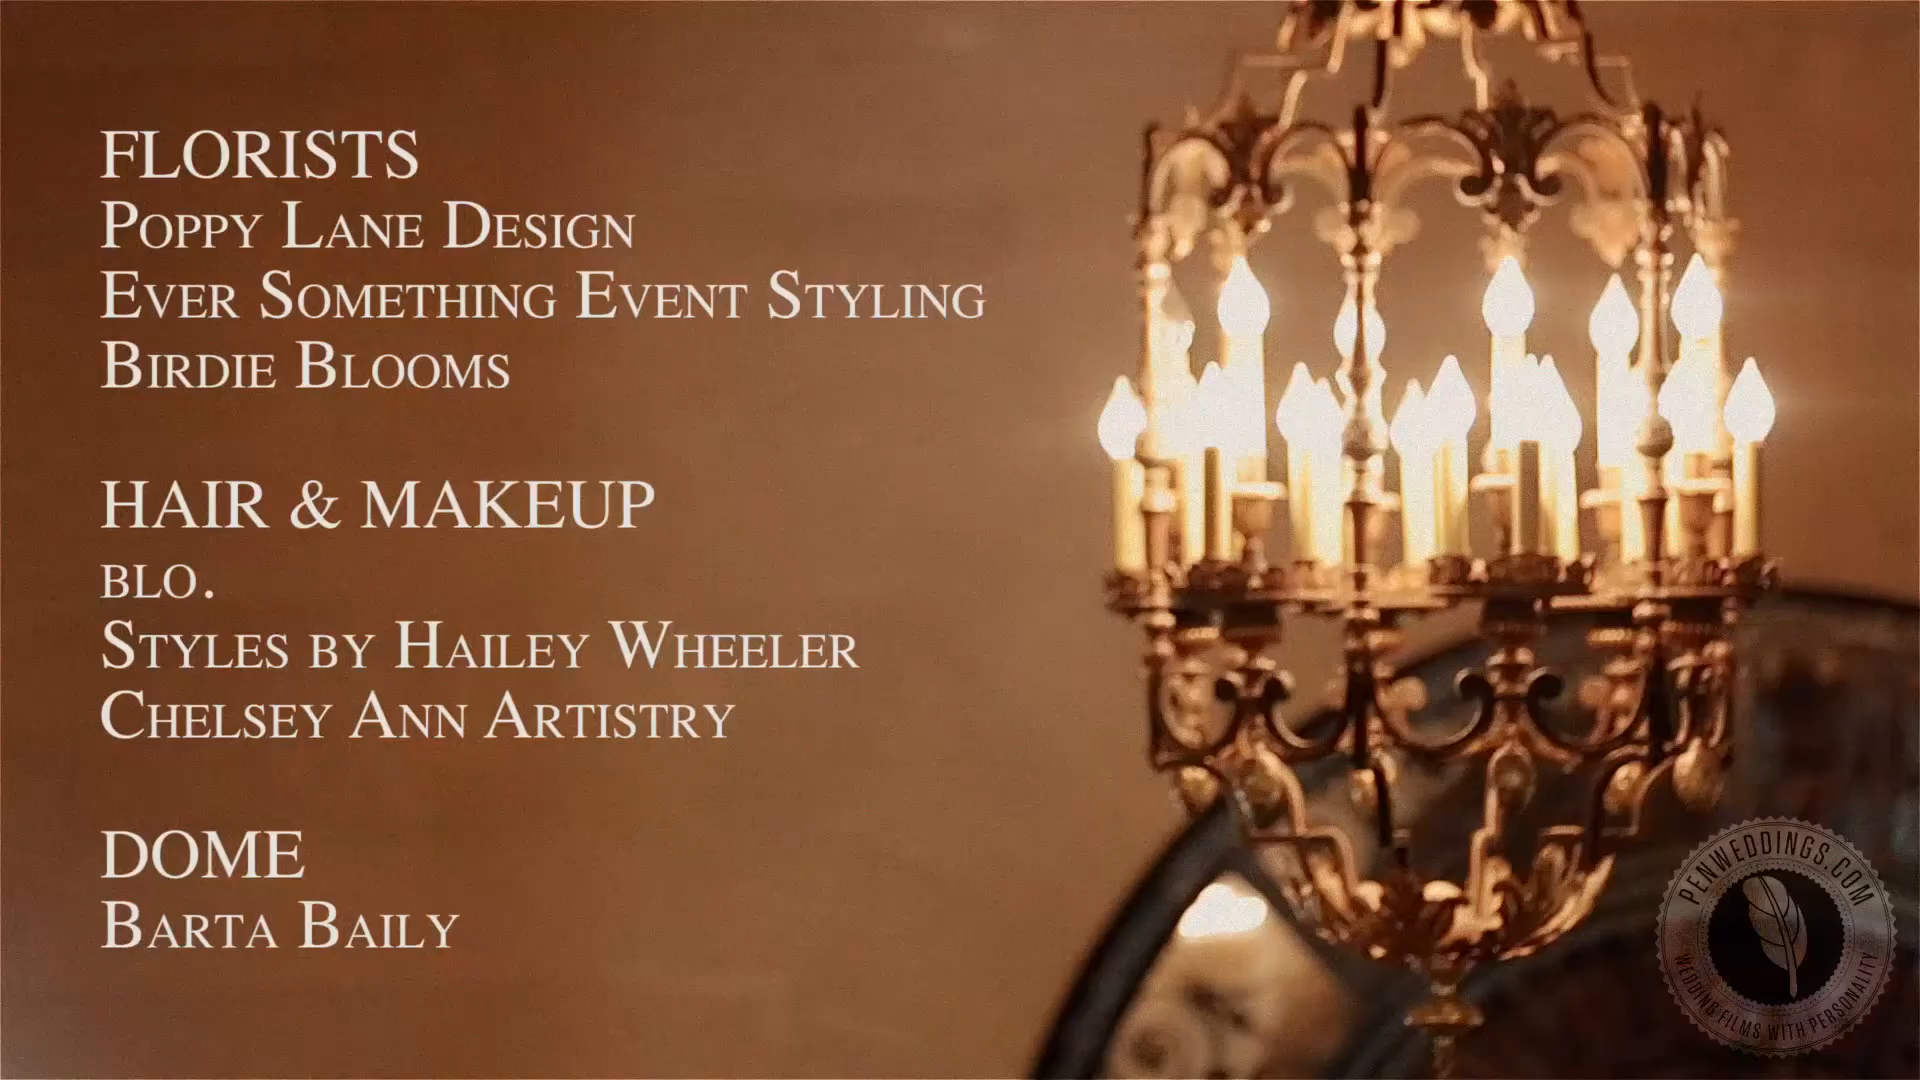 FLORISTS
Poppy Lane Design
Ever Something Event Styling
Birdie Blooms
HAIR & MAKEUP
blo.
Styles by Hailey Wheeler
Chelsey Ann Artistry
DOME
Barta Baily
PENWEDDINGS.COM
WEDDING FILMS WITH PERSONALITY